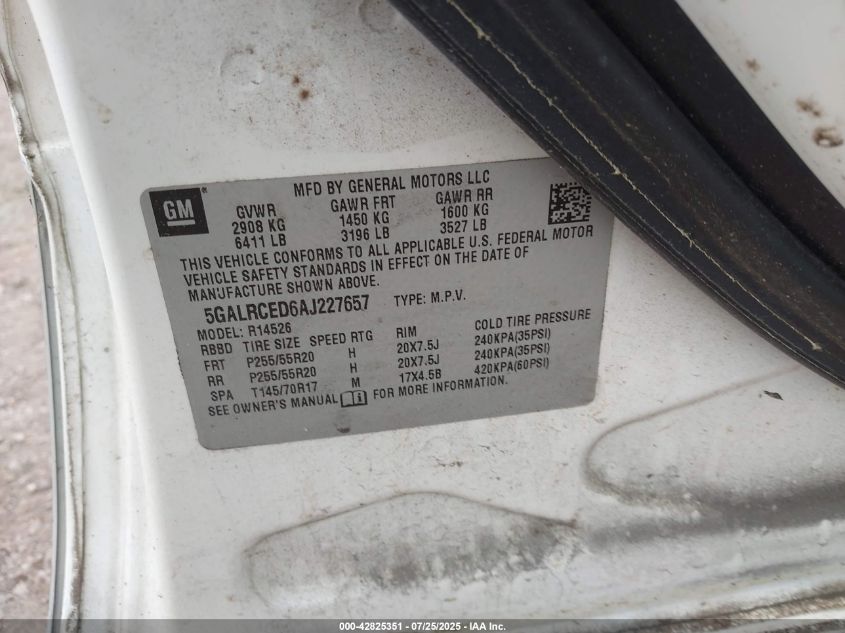 MFD BY GENERAL MOTORS LLC
GM
GVWR GAWR FRT GAWR RR
2908 KG 1450 KG 1600 KG
6411 LB 3196 LB 3527 LB
THIS VEHICLE CONFORMS TO ALL APPLICABLE U.S. FEDERAL MOTOR
VEHICLE SAFETY STANDARDS IN EFFECT ON THE DATE OF
MANUFACTURE SHOWN ABOVE.
5GALRCED6AJ227657 TYPE: M.P.V.
MODEL: R14526
RBBD TIRE SIZE SPEED RTG RIM COLD TIRE PRESSURE
FRT P255/55R20 H 20X7.5J 240KPA(35PSI)
RR P255/55R20 H 20X7.5J 240KPA(35PSI)
SPA T145/70R17 M 17X4.5B 420KPA(60PSI)
SEE OWNER'S MANUAL FOR MORE INFORMATION.
000-42825351 - 07/25/2025 - IAA Inc.